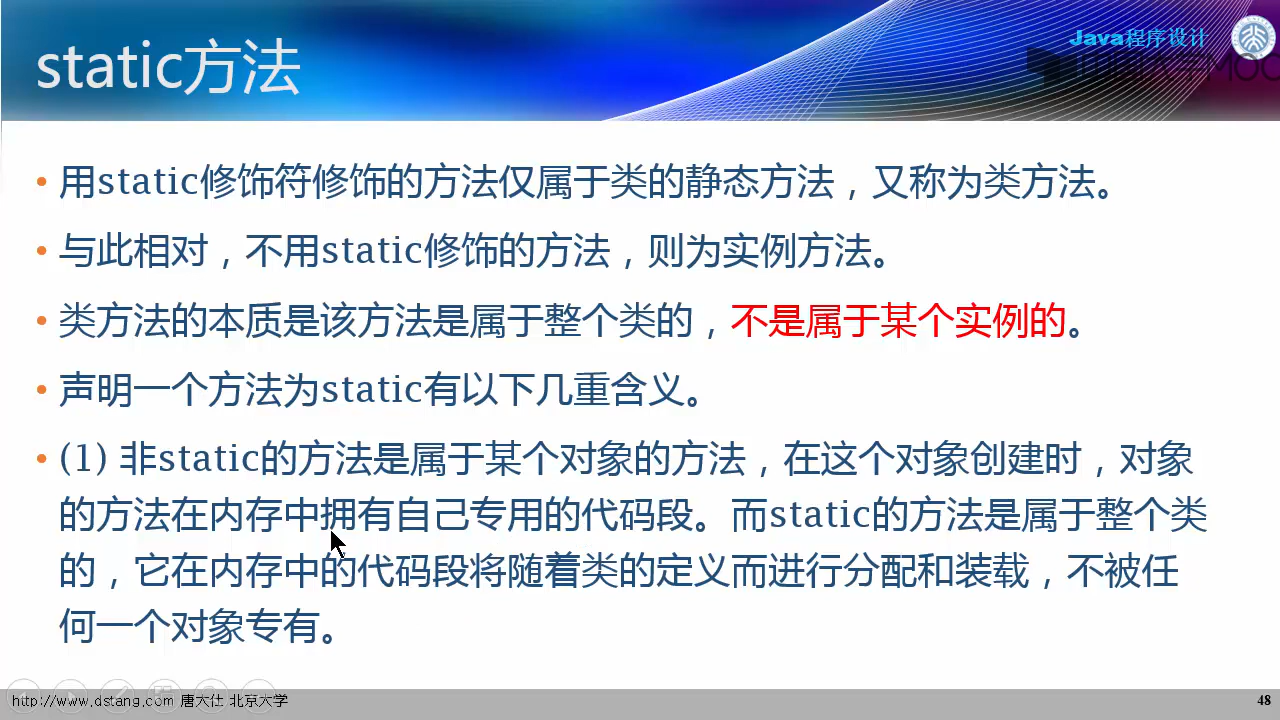 static方法
Java程序设计
• 用static修饰符修饰的方法仅属于类的静态方法，又称为类方法。
• 与此相对，不用static修饰的方法，则为实例方法。
• 类方法的本质是该方法是属于整个类的，不是属于某个实例的。
• 声明一个方法为static有以下几重含义。
• (1) 非static的方法是属于某个对象的方法，在这个对象创建时，对象
的方法在内存中拥有自己专用的代码段。而static的方法是属于整个类
的，它在内存中的代码段将随着类的定义而进行分配和装载，不被任
何一个对象专有。
http://www.dstang.com 唐大仕 北京大学
48